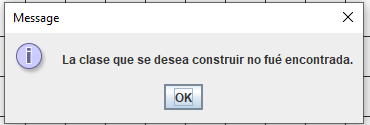 Message
La clase que se desea construir no fué encontrada.
OK